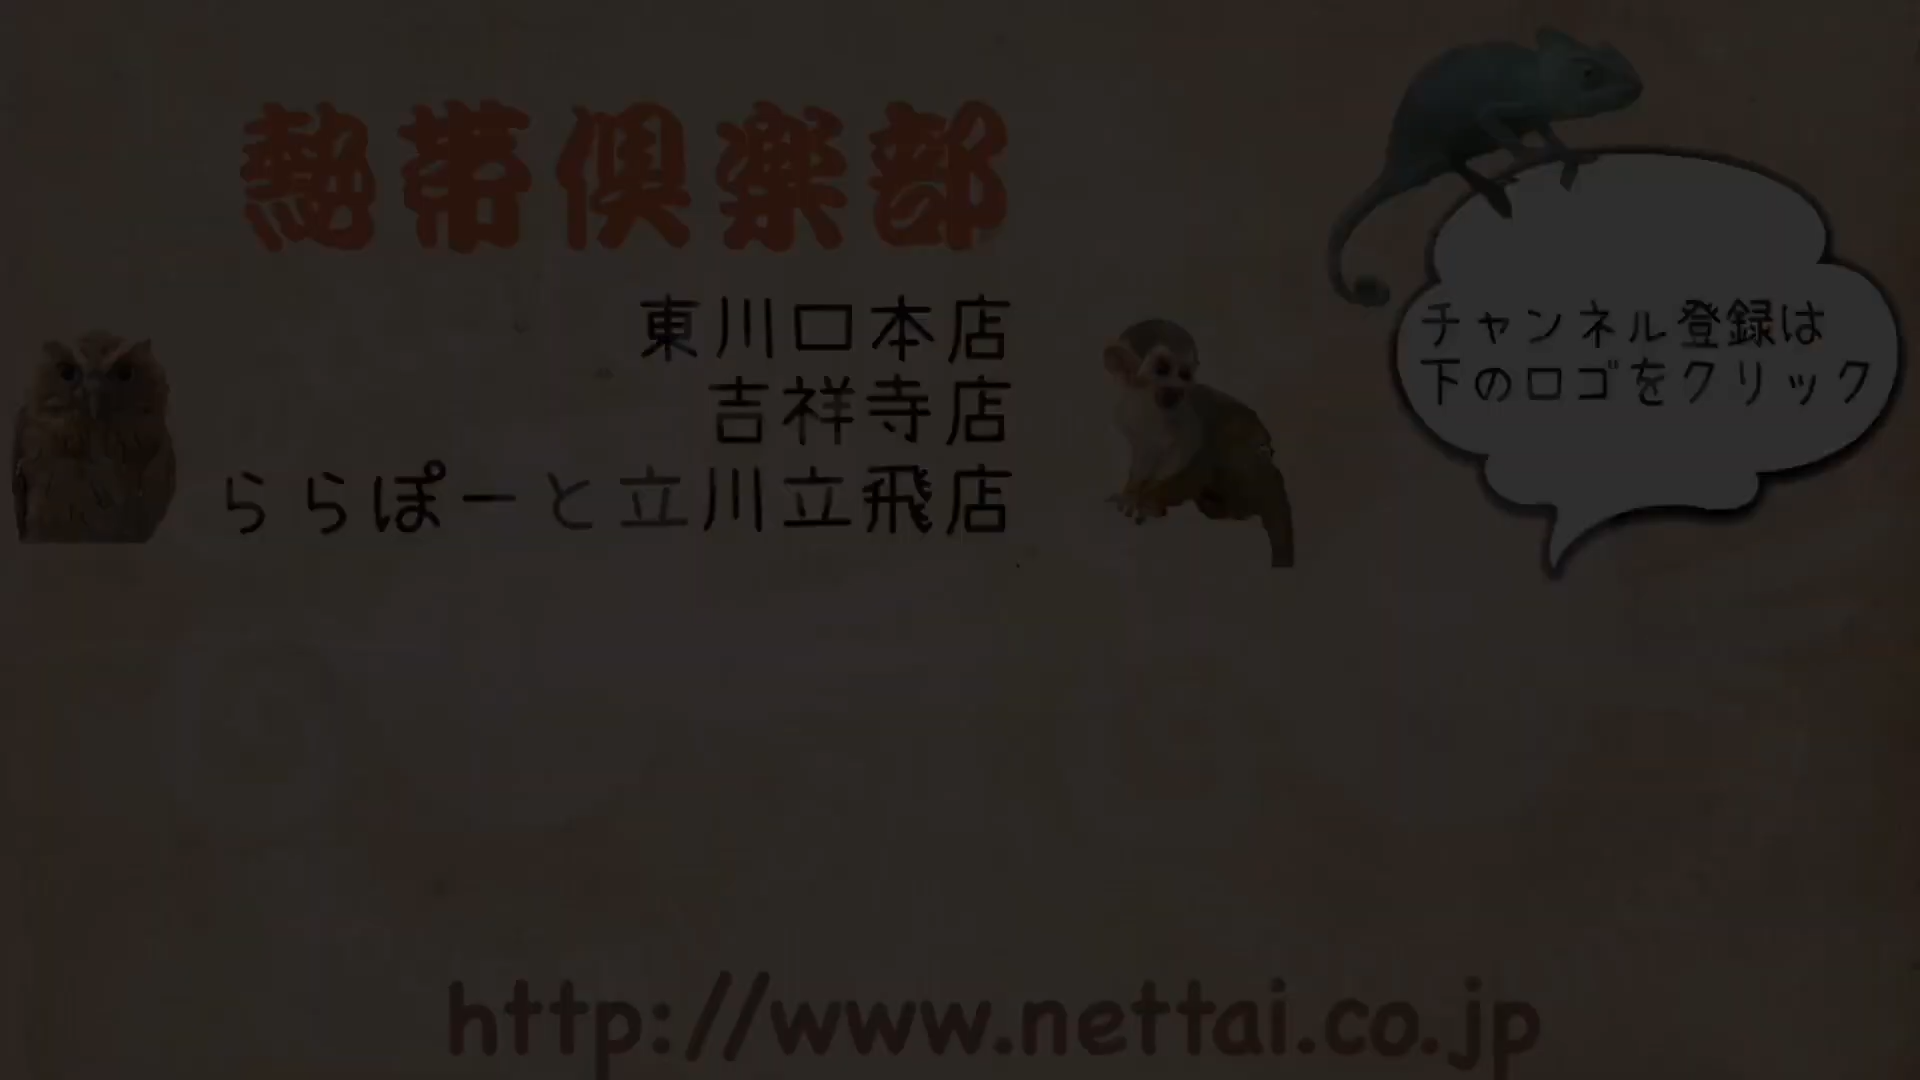 熱帯倶楽部
東川口本店
吉祥寺店
ららぽーと立川立飛店
チャンネル登録は
下のロゴをクリック
http://www.nettai.co.jp